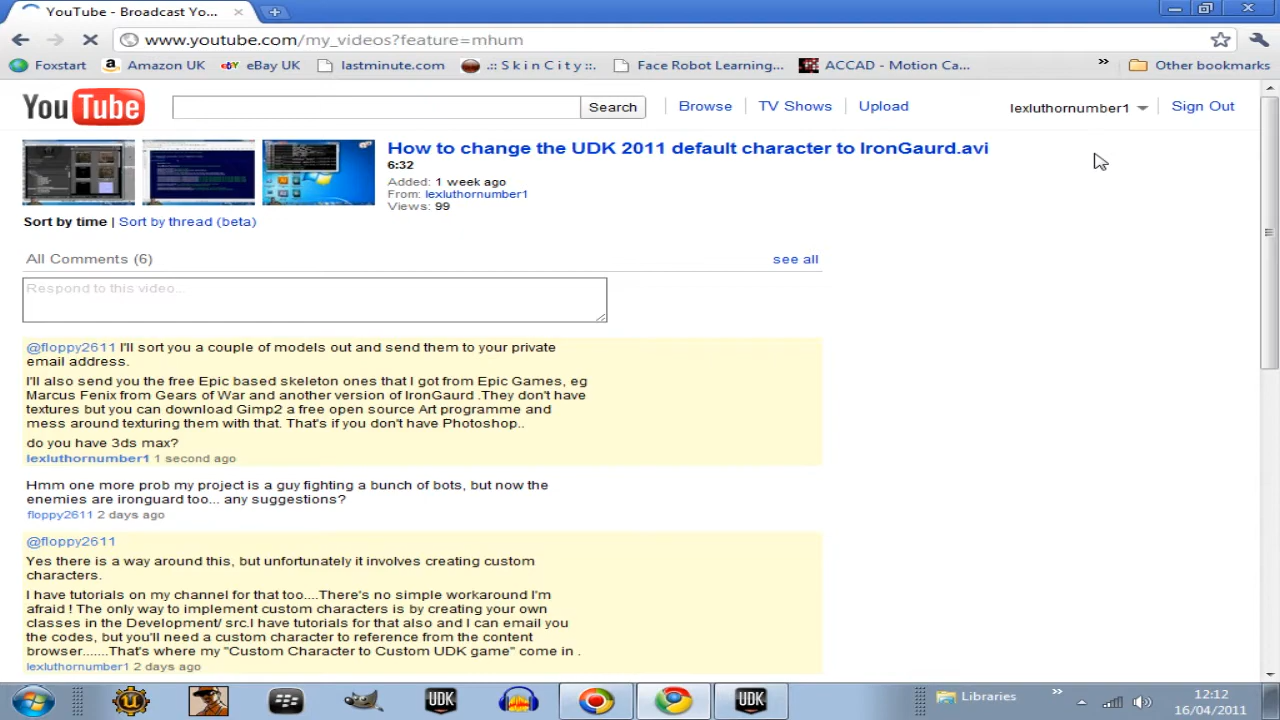 YouTube - Broadcast Yo...
www.youtube.com/my_videos?feature=mhum
Foxstart
Amazon UK
eBay UK
lastminute.com
.:: S k i n C i t y ::.
Face Robot Learning,...
ACCAD - Motion Ca...
Other bookmarks
YouTube
Search
Browse
TV Shows
Upload
lexluthornumber1
Sign Out
How to change the UDK 2011 default character to IronGaurd.avi
6:32
Added: 1 week ago
From: lexluthornumber1
Views: 99
Sort by time | Sort by thread (beta)
All Comments (6)
see all
Respond to this video...
@floppy2611 I'll sort you a couple of models out and send them to your private
email address.
I'll also send you the free Epic based skeleton ones that I got from Epic Games, eg
Marcus Fenix from Gears of War and another version of IronGaurd .They don't have
textures but you can download Gimp2 a free open source Art programme and
mess around texturing them with that. That's if you don't have Photoshop..
do you have 3ds max?
lexluthornumber1 1 second ago
Hmm one more prob my project is a guy fighting a bunch of bots, but now the
enemies are ironguard too... any suggestions?
floppy2611 2 days ago
@floppy2611
Yes there is a way around this, but unfortunately it involves creating custom
characters.
I have tutorials on my channel for that too....There's no simple workaround I'm
afraid ! The only way to implement custom characters is by creating your own
classes in the Development/ src.I have tutorials for that also and I can email you
the codes, but you'll need a custom character to reference from the content
browser.......That's where my "Custom Character to Custom UDK game" come in .
lexluthornumber1 2 days ago
UDK
UDK
Libraries
12:12
16/04/2011